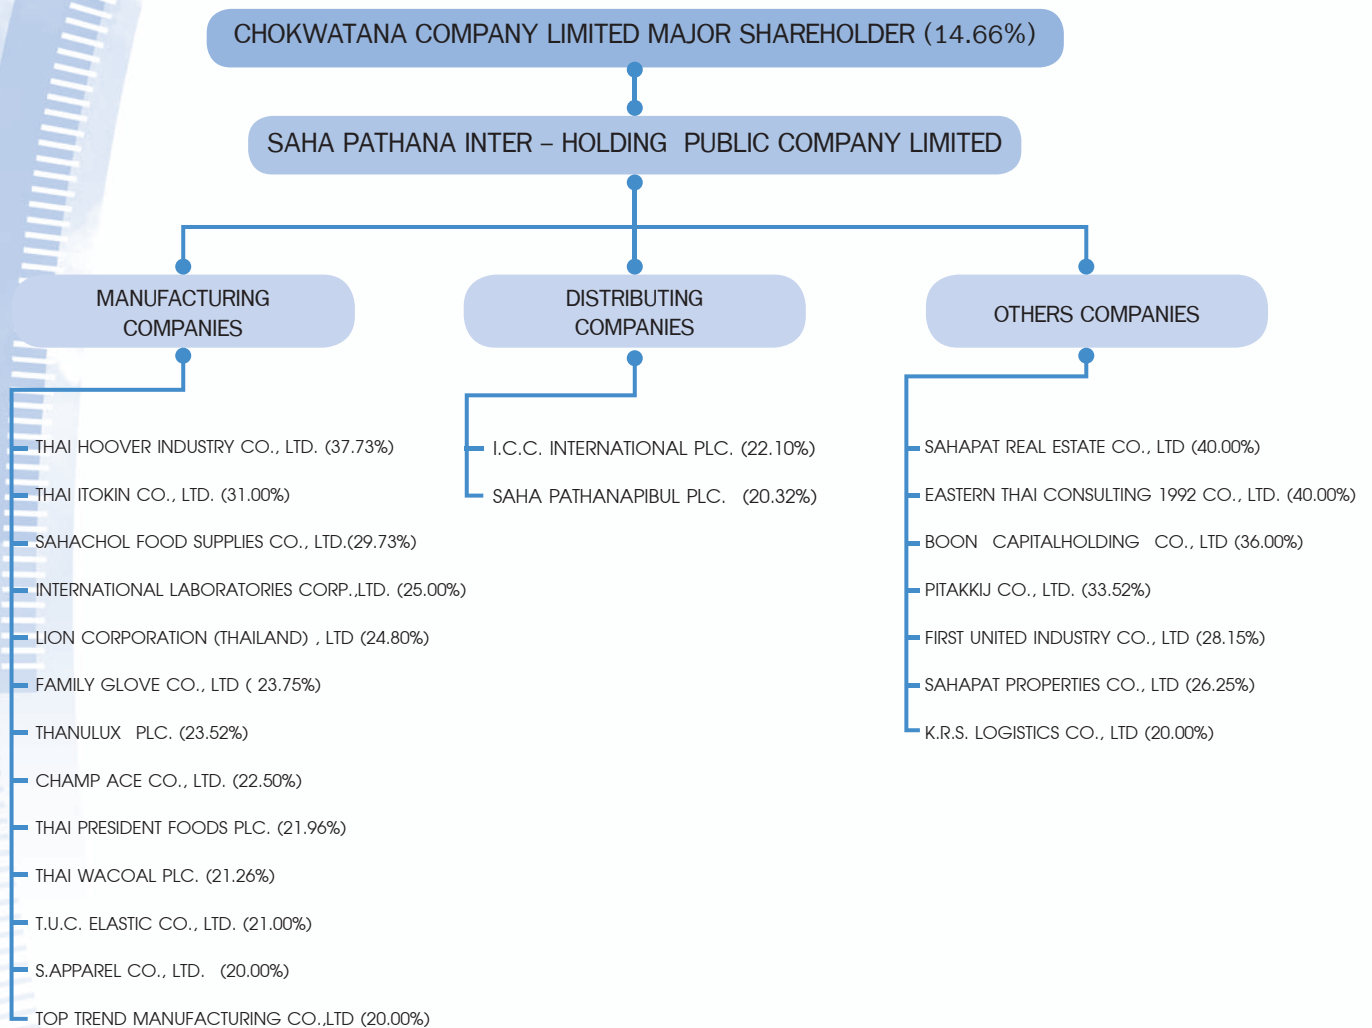 CHOKWATANA COMPANY LIMITED MAJOR SHAREHOLDER (14.66%)
SAHA PATHANA INTER – HOLDING PUBLIC COMPANY LIMITED
MANUFACTURING
COMPANIES
THAI HOOVER INDUSTRY CO., LTD. (37.73%)
THAI ITOKIN CO., LTD. (31.00%)
SAHACHOL FOOD SUPPLIES CO., LTD.(29.73%)
INTERNATIONAL LABORATORIES CORP.,LTD. (25.00%)
LION CORPORATION (THAILAND) , LTD (24.80%)
FAMILY GLOVE CO., LTD ( 23.75%)
THANULUX PLC. (23.52%)
CHAMP ACE CO., LTD. (22.50%)
THAI PRESIDENT FOODS PLC. (21.96%)
THAI WACOAL PLC. (21.26%)
T.U.C. ELASTIC CO., LTD. (21.00%)
S.APPAREL CO., LTD. (20.00%)
TOP TREND MANUFACTURING CO.,LTD (20.00%)
DISTRIBUTING
COMPANIES
I.C.C. INTERNATIONAL PLC. (22.10%)
SAHA PATHANAPIBUL PLC. (20.32%)
OTHERS COMPANIES
SAHAPAT REAL ESTATE CO., LTD (40.00%)
EASTERN THAI CONSULTING 1992 CO., LTD. (40.00%)
BOON CAPITALHOLDING CO., LTD (36.00%)
PITAKKIJ CO., LTD. (33.52%)
FIRST UNITED INDUSTRY CO., LTD (28.15%)
SAHAPAT PROPERTIES CO., LTD (26.25%)
K.R.S. LOGISTICS CO., LTD (20.00%)